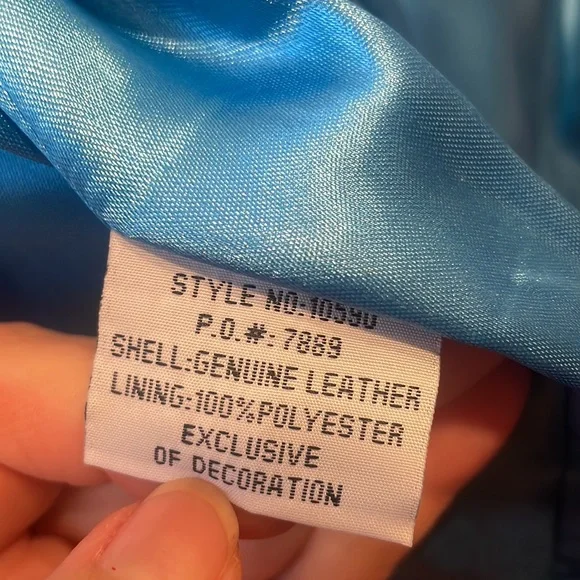 STYLE NO.:10590
P.O.#: 7889
SHELL:GENUINE LEATHER
LINING:100%POLYESTER
EXCLUSIVE
OF DECORATION